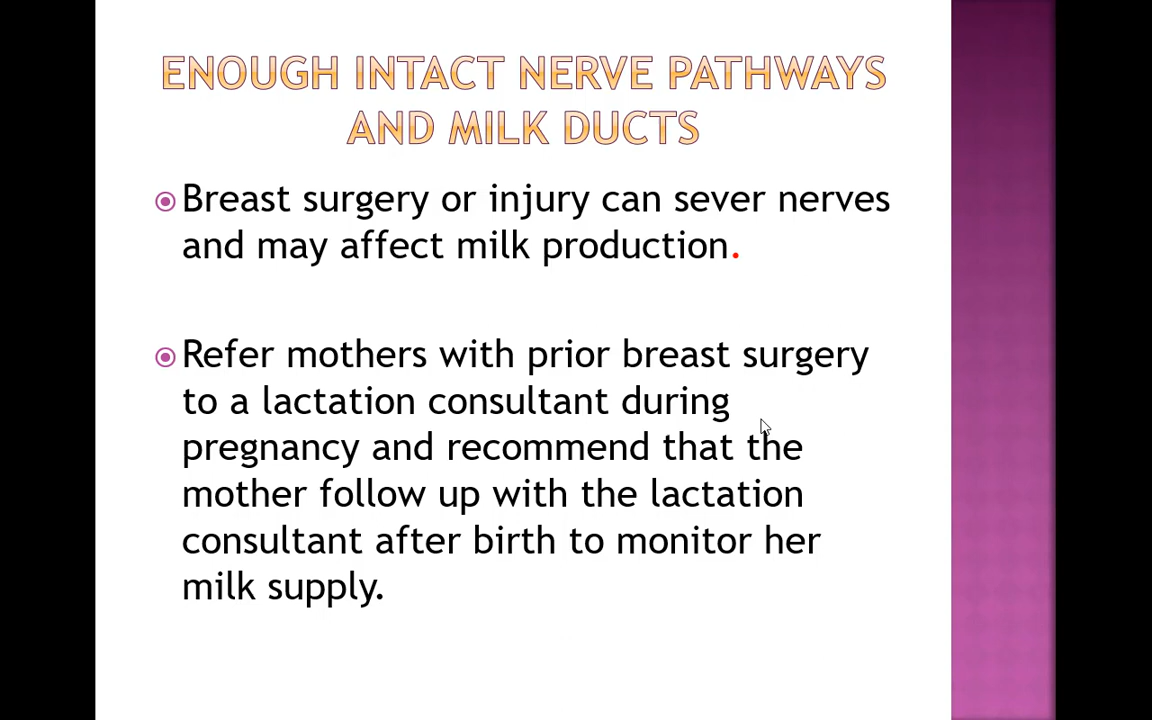 ENOUGH INTACT NERVE PATHWAYS
AND MILK DUCTS
Breast surgery or injury can sever nerves
and may affect milk production.
Refer mothers with prior breast surgery
to a lactation consultant during
pregnancy and recommend that the
mother follow up with the lactation
consultant after birth to monitor her
milk supply.